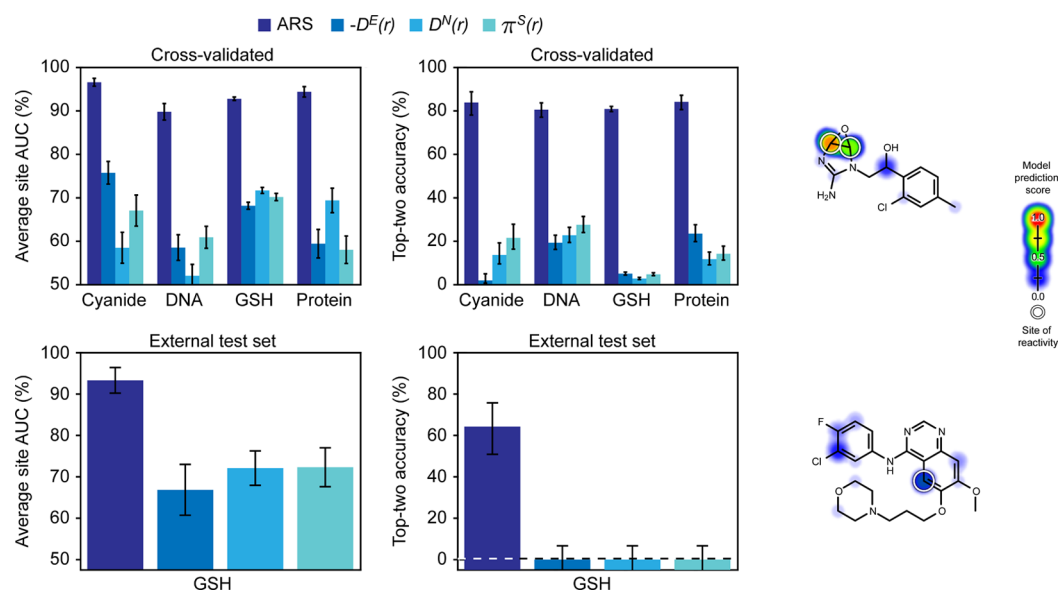 ARS -Dᴱ(r) Dᴺ(r) πˢ(r)
Cross-validated
Average site AUC (%)
100
90
80
70
60
50
Cyanide DNA GSH Protein
Cross-validated
Top-two accuracy (%)
100
80
60
40
20
0
Cyanide DNA GSH Protein
O
N
N
H₂N
OH
Cl
Model
prediction
score
1.0
0.5
0.0
Site of
reactivity
External test set
Average site AUC (%)
100
90
80
70
60
50
GSH
External test set
Top-two accuracy (%)
100
80
60
40
20
0
GSH
F
Cl
N
H
N
N
O
N
O
O